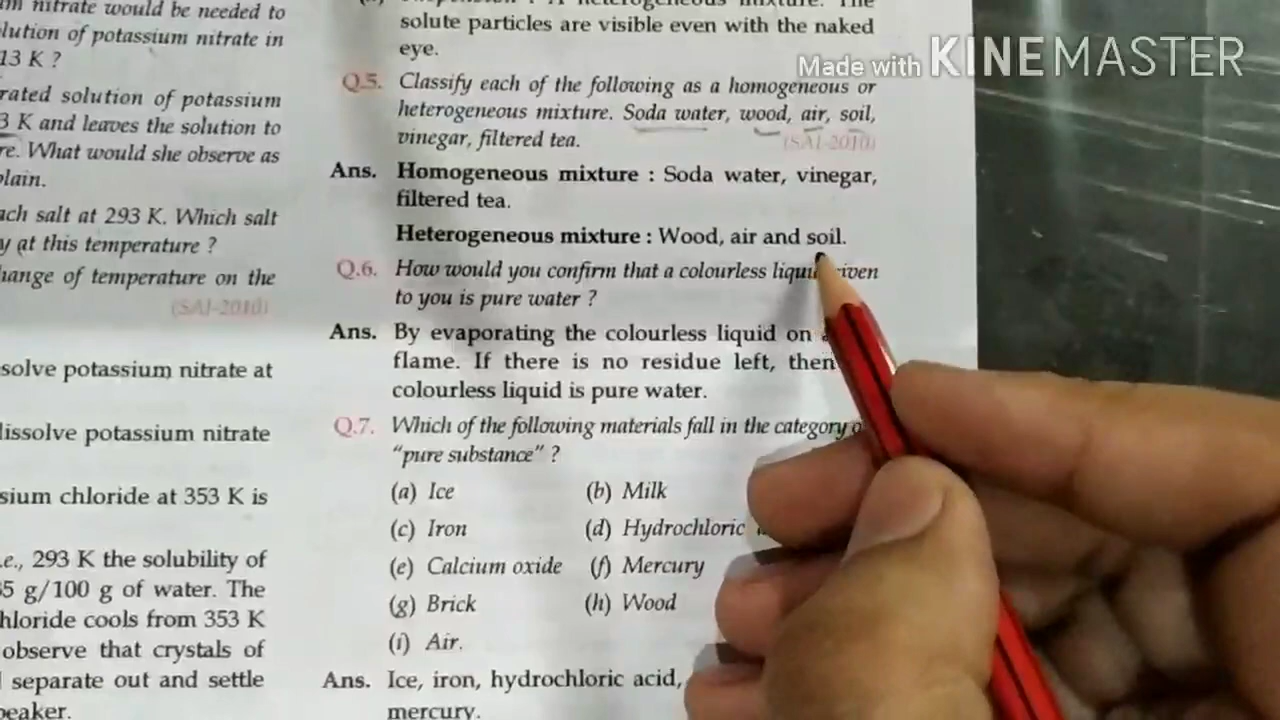 Made with KINEMASTER
m nitrate would be needed to
lution of potassium nitrate in
13 K ?
rated solution of potassium
3 K and leaves the solution to
re. What would she observe as
plain.
ach salt at 293 K. Which salt
y at this temperature ?
hange of temperature on the
(SAI-2010)
solve potassium nitrate at
dissolve potassium nitrate
sium chloride at 353 K is
.e., 293 K the solubility of
35 g/100 g of water. The
hloride cools from 353 K
observe that crystals of
separate out and settle
beaker.
solute particles are visible even with the naked
eye.
Q.5. Classify each of the following as a homogeneous or
heterogeneous mixture. Soda water, wood, air, soil,
vinegar, filtered tea. (SAI-2010)
Ans. Homogeneous mixture : Soda water, vinegar,
filtered tea.
Heterogeneous mixture : Wood, air and soil.
Q.6. How would you confirm that a colourless liquid given
to you is pure water ?
Ans. By evaporating the colourless liquid on
flame. If there is no residue left, then
colourless liquid is pure water.
Q.7. Which of the following materials fall in the category
"pure substance" ?
(a) Ice (b) Milk
(c) Iron (d) Hydrochloric
(e) Calcium oxide (f) Mercury
(g) Brick (h) Wood
(i) Air.
Ans. Ice, iron, hydrochloric acid,
mercury.